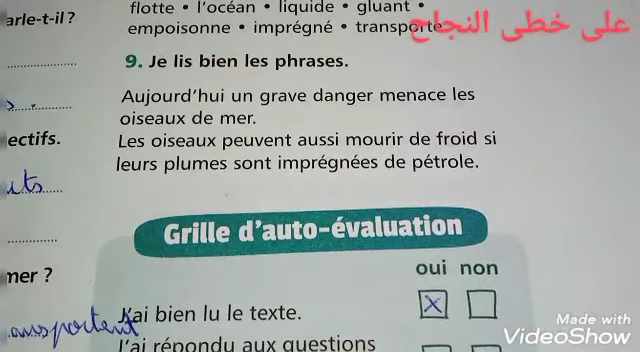 flotte • l'océan • liquide • gluant •
empoisonne • imprégné • transporte
على خطى النجاح
arle-t-il ?
9. Je lis bien les phrases.
Aujourd'hui un grave danger menace les
oiseaux de mer.
ectifs.
Les oiseaux peuvent aussi mourir de froid si
leurs plumes sont imprégnées de pétrole.
uts
Grille d'auto-évaluation
mer ?
oui non
J'ai bien lu le texte. X
ansportent
J'ai répondu aux questions
Made with
VideoShow